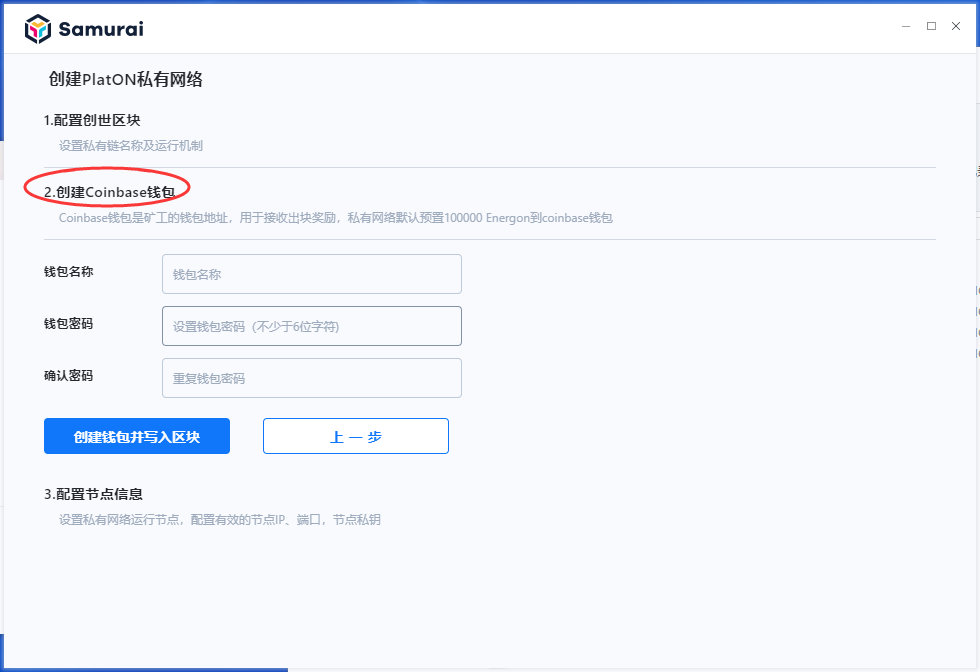 Samurai
创建PlatON私有网络
1.配置创世区块
设置私有链名称及运行机制
2.创建Coinbase钱包
Coinbase钱包是矿工的钱包地址，用于接收出块奖励，私有网络默认预置100000 Energon到coinbase钱包
钱包名称
钱包名称
钱包密码
设置钱包密码（不少于6位字符)
确认密码
重复钱包密码
创建钱包并写入区块
上一步
3.配置节点信息
设置私有网络运行节点，配置有效的节点IP、端口，节点私钥